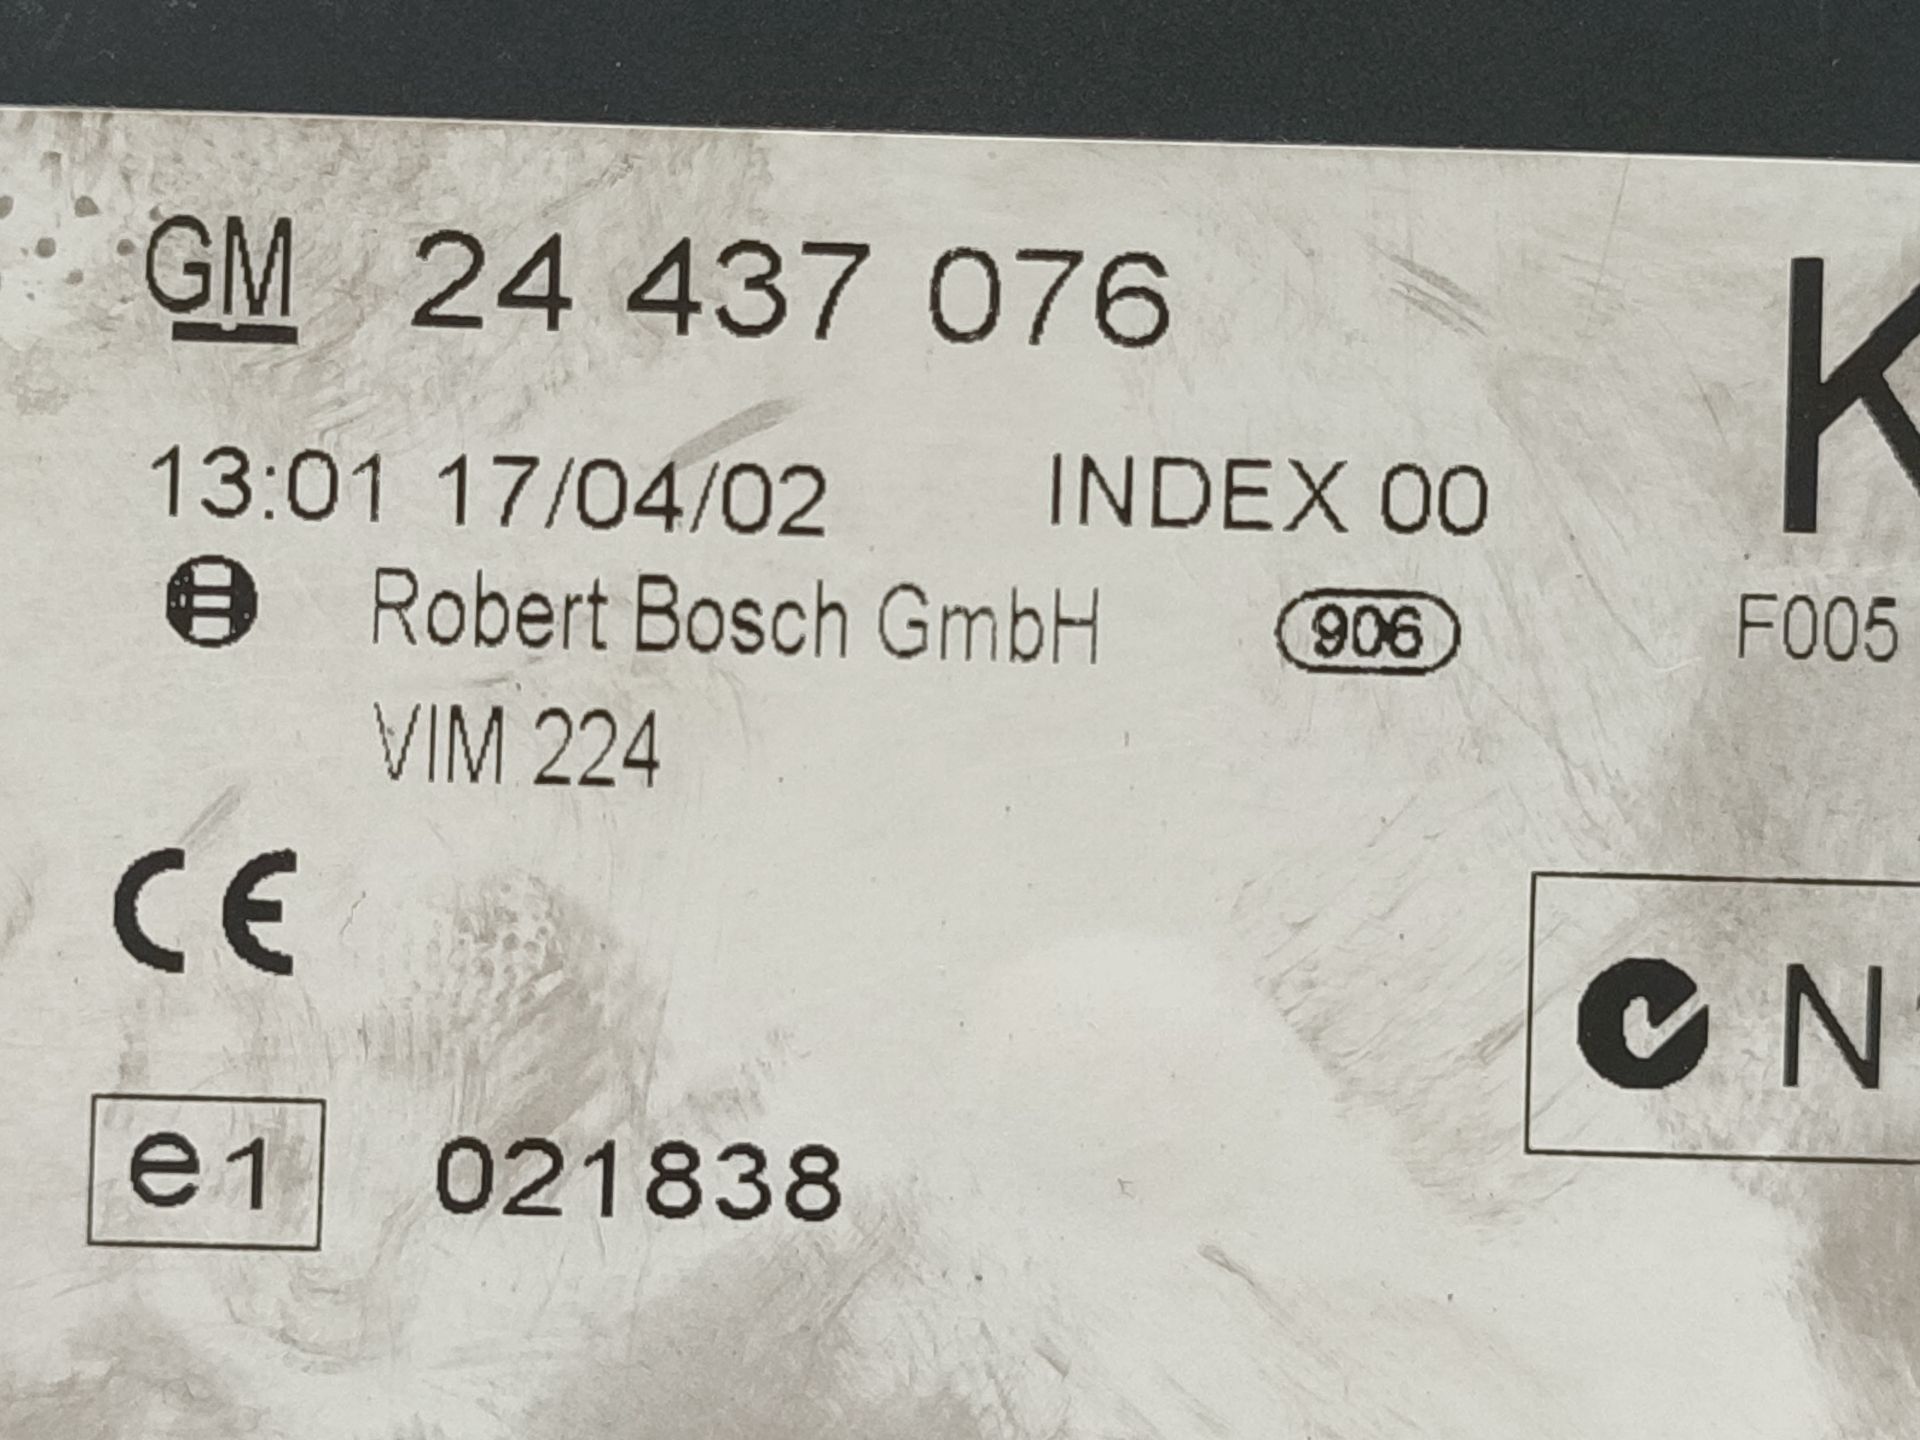 GM 24 437 076 K
13:01 17/04/02 INDEX 00
Robert Bosch GmbH 906 F005
VIM 224
CE
N
e1 021838